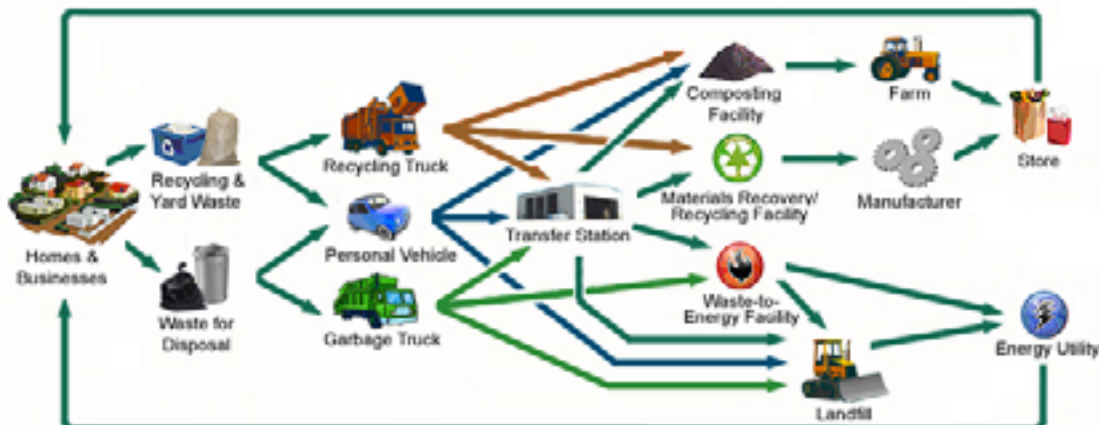 Homes &
Businesses
Recycling &
Yard Waste
Waste for
Disposal
Recycling Truck
Personal Vehicle
Garbage Truck
Transfer Station
Composting
Facility
Materials Recovery/
Recycling Facility
Waste-to-
Energy Facility
Landfill
Farm
Manufacturer
Store
Energy Utility